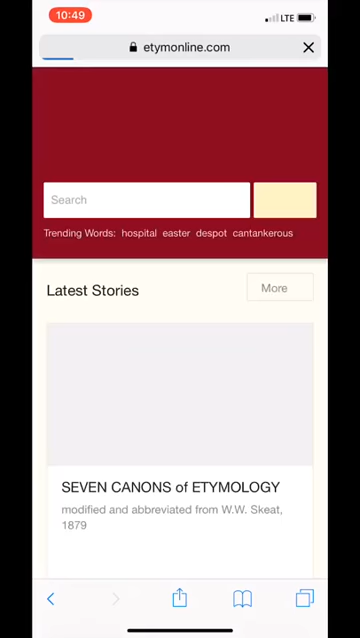 10:49
LTE
etymonline.com
Search
Trending Words: hospital easter despot cantankerous
Latest Stories
More
SEVEN CANONS of ETYMOLOGY
modified and abbreviated from W.W. Skeat,
1879